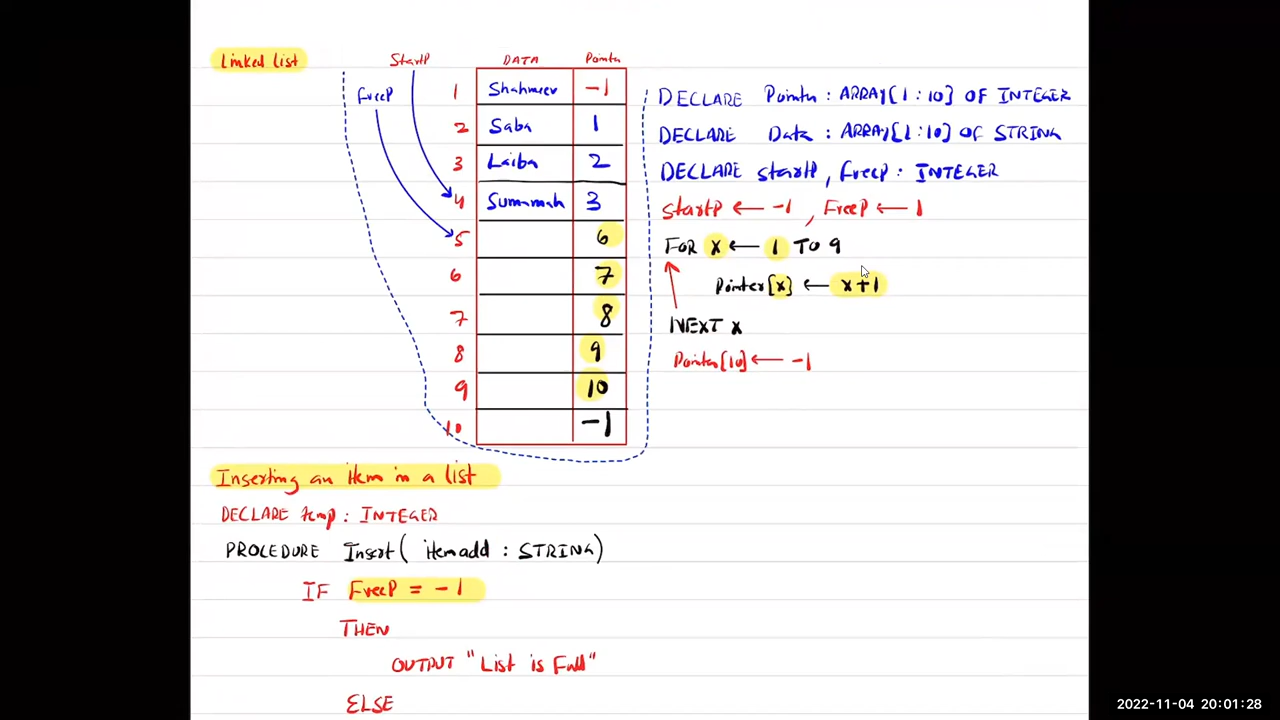 Linked List
StartP DATA Pointer
FreeP
1 Shahmeer -1
2 Saba 1
3 Laiba 2
4 Sumamah 3
5 6
6 7
7 8
8 9
9 10
10 -1
DECLARE Pointer : ARRAY[1:10] OF INTEGER
DECLARE Data : ARRAY[1:10] OF STRING
DECLARE startP, FreeP : INTEGER
startP ← -1, FreeP ← 1
FOR x ← 1 TO 9
Pointer[x] ← x+1
NEXT x
Pointer[10] ← -1
Inserting an item in a list
DECLARE temp : INTEGER
PROCEDURE Insert( itemadd : STRING)
IF FreeP = -1
THEN
OUTPUT "List is Full"
ELSE
2022-11-04 20:01:28